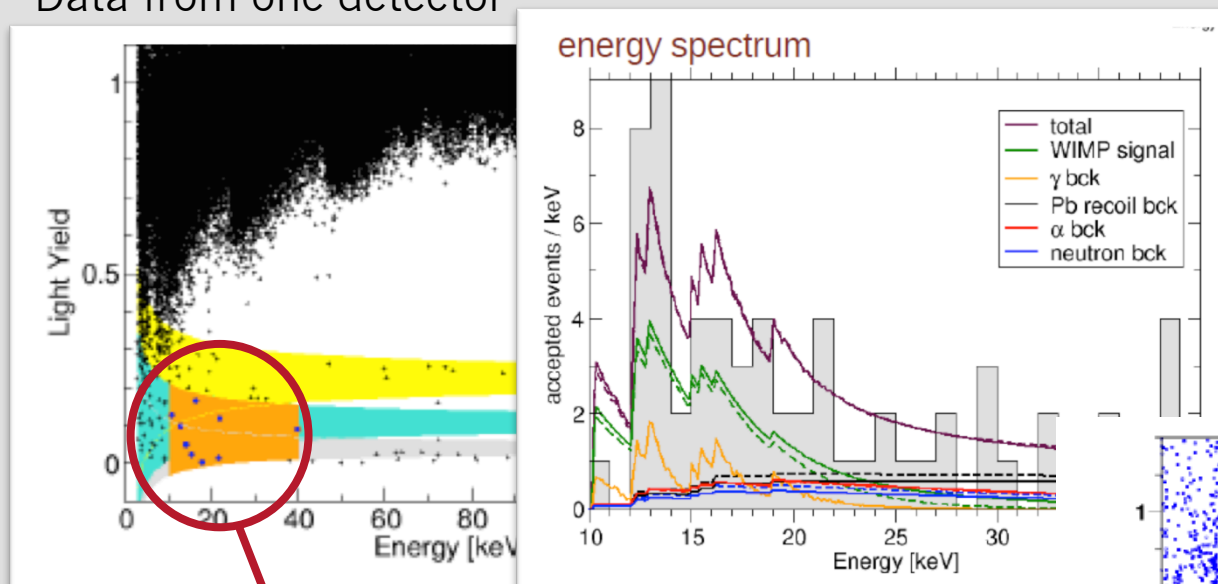 Data from one detector
energy spectrum
Light Yield
1
0.5
0
0
20
40
60
80
Energy [keV
accepted events / keV
8
6
4
2
0
10
15
20
25
30
Energy [keV]
total
WIMP signal
γ bck
Pb recoil bck
α bck
neutron bck
1